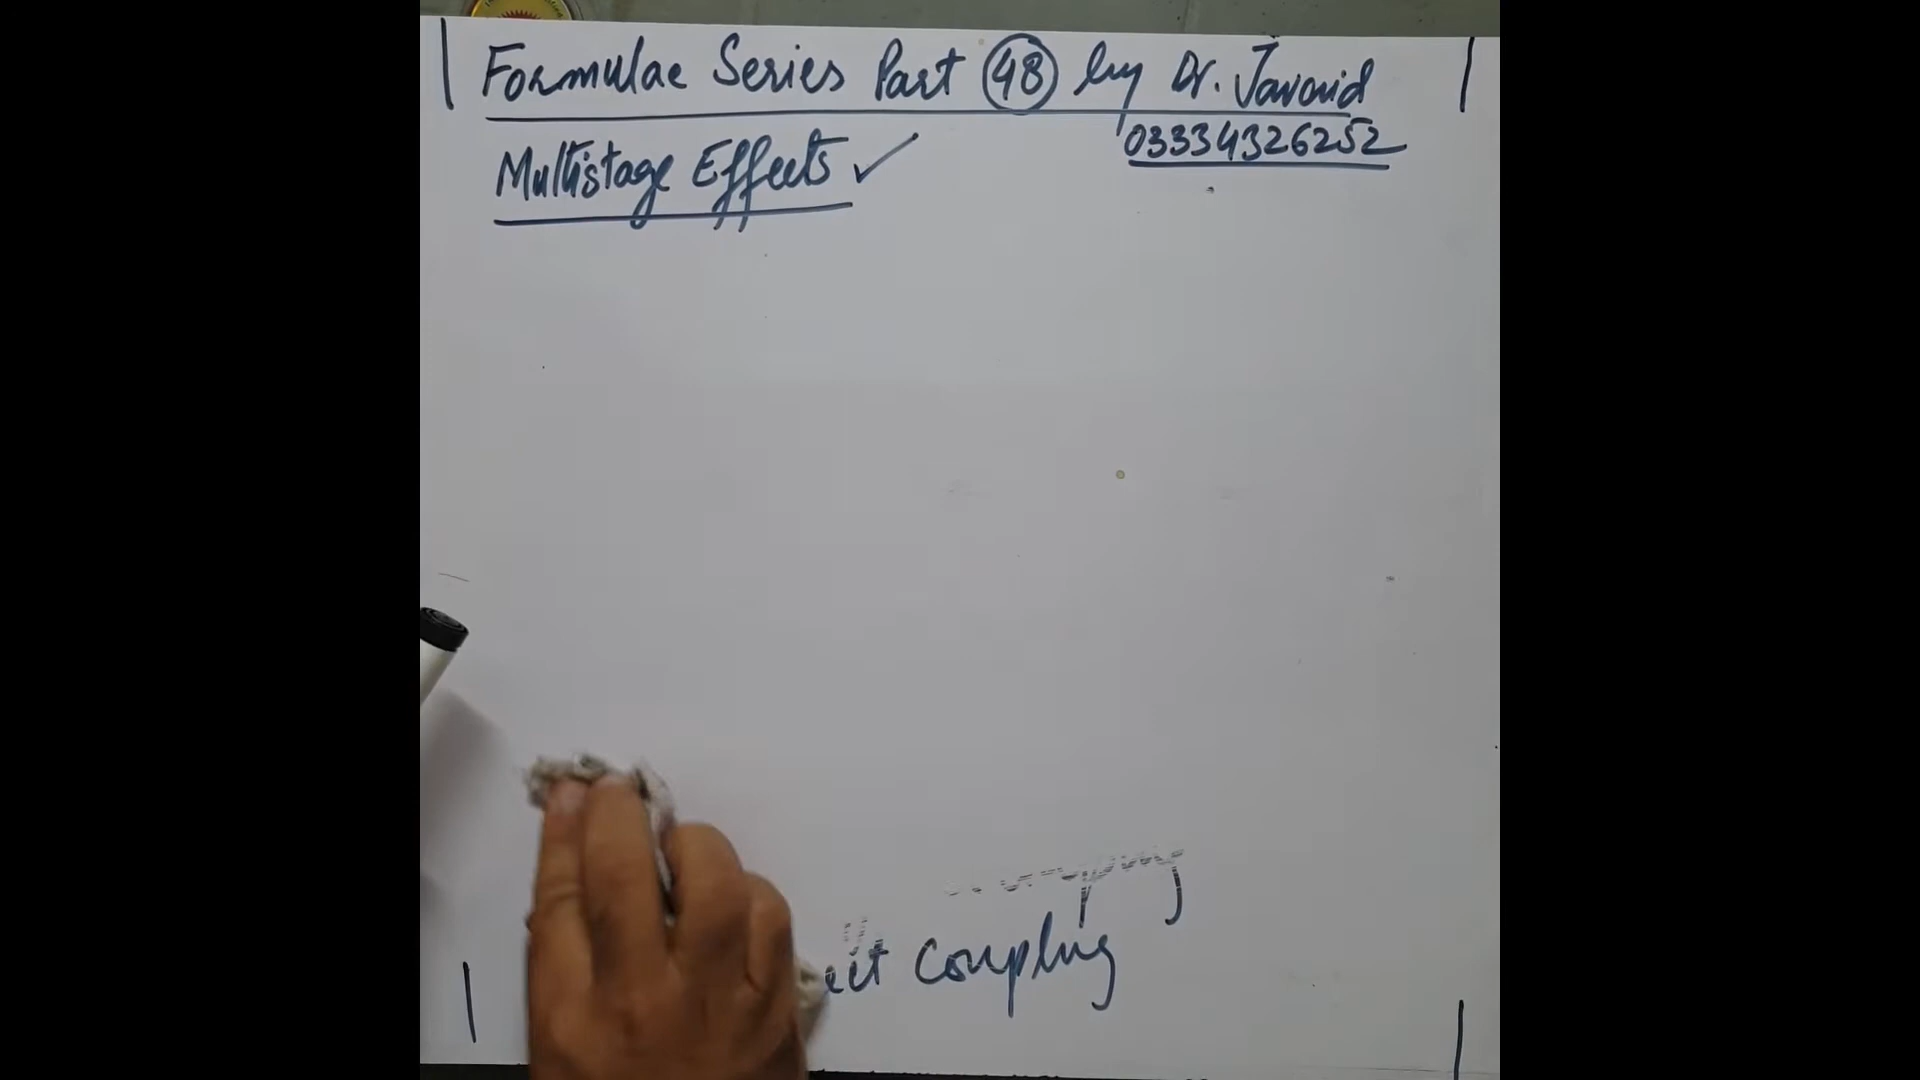 Formulae Series Part 48 by Dr. Javaid
03334326252
Multistage Effects ✓
Coupling